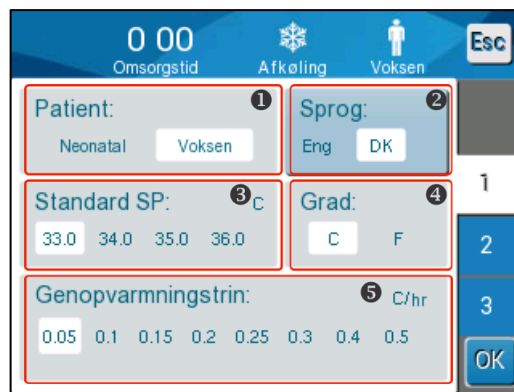 0 00
Omsorgstid
Afkøling
Voksen
Esc
Patient: ❶
Neonatal Voksen
Sprog: ❷
Eng DK
Standard SP: ❸ C
33.0 34.0 35.0 36.0
Grad: ❹
C F
Genopvarmningstrin: ❺ C/hr
0.05 0.1 0.15 0.2 0.25 0.3 0.4 0.5
1
2
3
OK